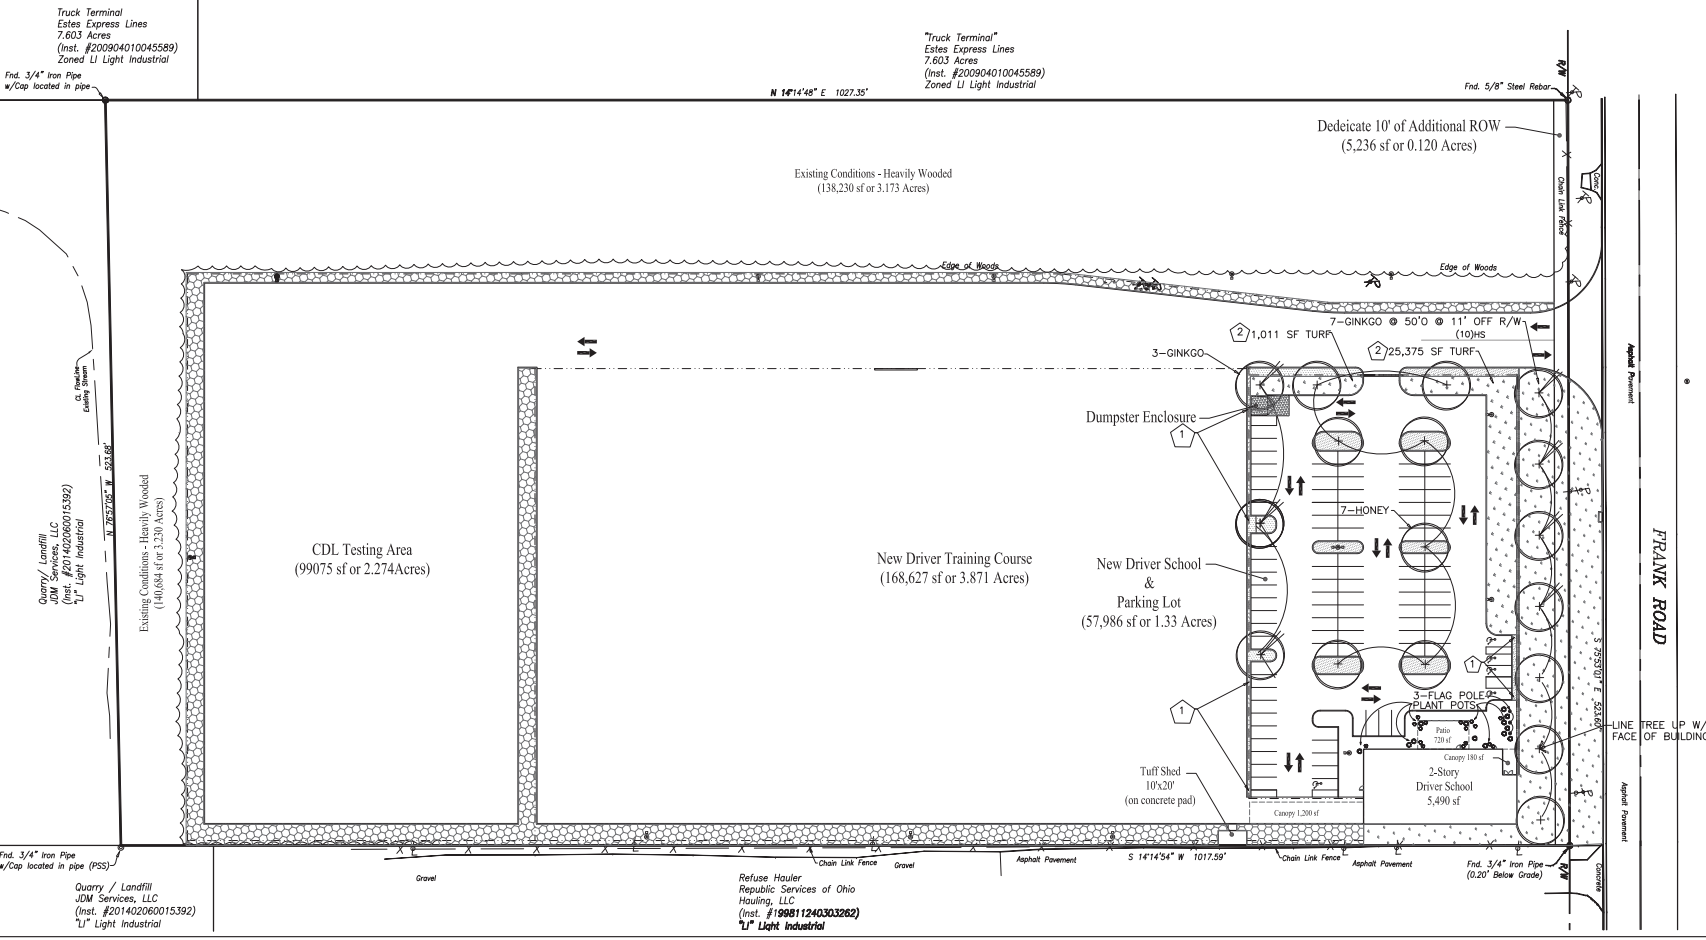 Truck Terminal
Estes Express Lines
7.603 Acres
(Inst. #200904010045589)
Zoned LI Light Industrial
Fnd. 3/4" Iron Pipe
w/Cap located in pipe
"Truck Terminal"
Estes Express Lines
7.603 Acres
(Inst. #200904010045589)
Zoned LI Light Industrial
N 14°14'48" E 1027.35'
R/W
Fnd. 5/8" Steel Rebar
Dedeicate 10' of Additional ROW
(5,236 sf or 0.120 Acres)
Existing Conditions - Heavily Wooded
(138,230 sf or 3.173 Acres)
Chain Link Fence
Conc.
Edge of Woods
Edge of Woods
7-GINKGO @ 50'O @ 11' OFF R/W
(10)HS
2
1,011 SF TURF
2
25,375 SF TURF
3-GINKGO
Dumpster Enclosure
1
CL FlowLine
Existing Stream
N 76°57'05" W 523.68'
Quarry/ Landfill
JDM Services, LLC
(Inst. #201402060015392)
"LI" Light Industrial
Existing Conditions - Heavily Wooded
(140,684 sf or 3.230 Acres)
CDL Testing Area
(99075 sf or 2.274Acres)
New Driver Training Course
(168,627 sf or 3.871 Acres)
New Driver School
&
Parking Lot
(57,986 sf or 1.33 Acres)
7-HONEY
1
1
3-FLAG POLE
PLANT POTS
Patio
720 sf
Canopy 180 sf
2-Story
Driver School
5,490 sf
Tuff Shed
10'x20'
(on concrete pad)
Canopy 1,200 sf
Asphalt Pavement
FRANK ROAD
S 75°53'01" E 523.60'
LINE TREE UP W/
FACE OF BUILDING
Asphalt Pavement
Fnd. 3/4" Iron Pipe
w/Cap located in pipe (PSS)
Gravel
Chain Link Fence
Gravel
Asphalt Pavement
S 14°14'54" W 1017.59'
Chain Link Fence
Asphalt Pavement
Fnd. 3/4" Iron Pipe
(0.20' Below Grade)
R/W
Concrete
Quarry / Landfill
JDM Services, LLC
(Inst. #201402060015392)
"LI" Light Industrial
Refuse Hauler
Republic Services of Ohio
Hauling, LLC
(Inst. #199811240303262)
"LI" Light Industrial